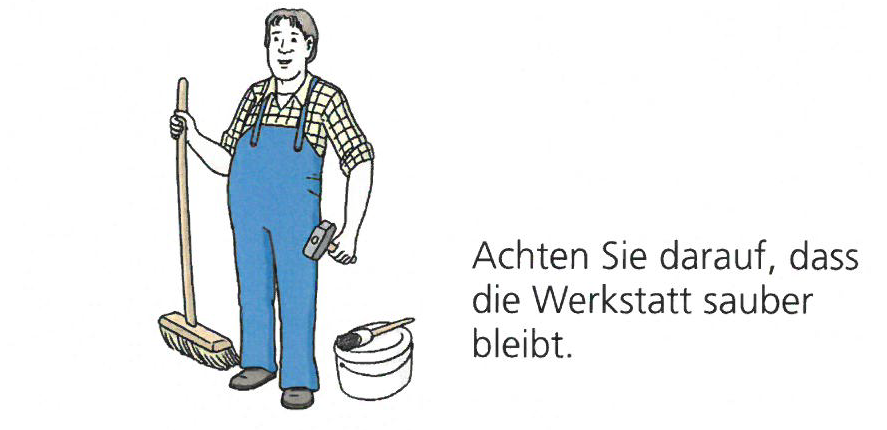 Achten Sie darauf, dass
die Werkstatt sauber
bleibt.